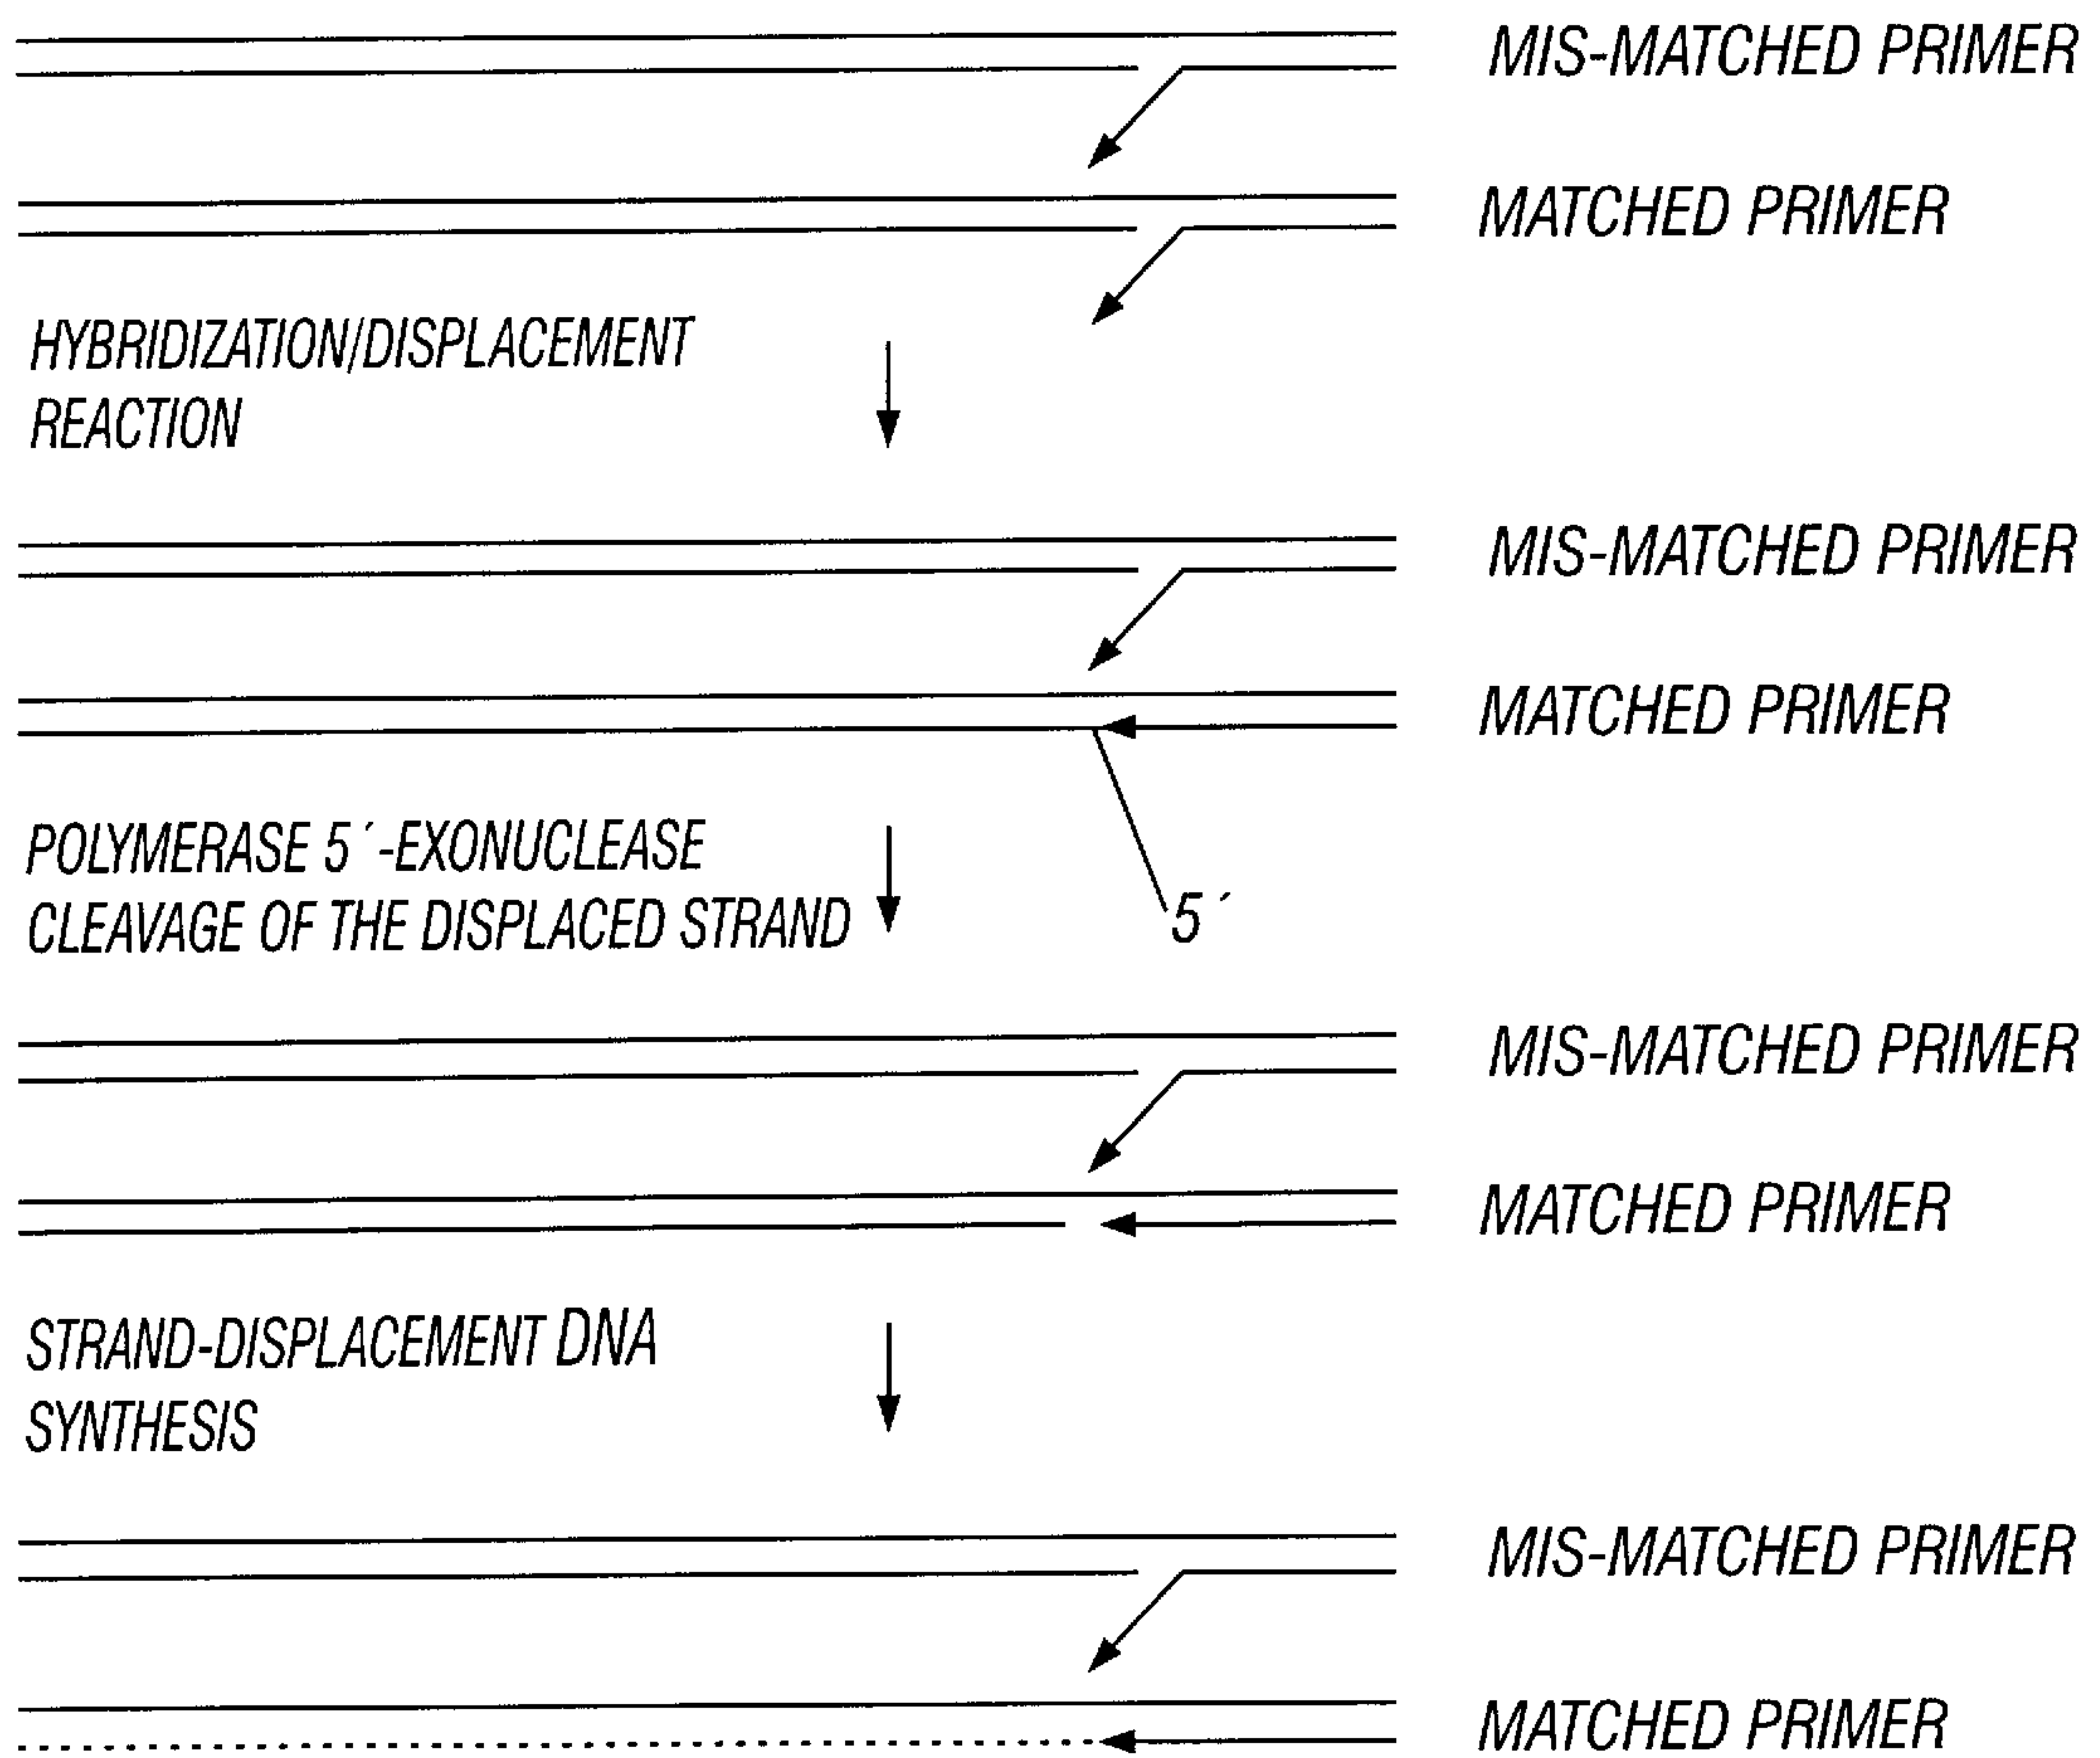 MIS-MATCHED PRIMER
MATCHED PRIMER
HYBRIDIZATION/DISPLACEMENT
REACTION
MIS-MATCHED PRIMER
MATCHED PRIMER
POLYMERASE 5´-EXONUCLEASE
CLEAVAGE OF THE DISPLACED STRAND
5´
MIS-MATCHED PRIMER
MATCHED PRIMER
STRAND-DISPLACEMENT DNA
SYNTHESIS
MIS-MATCHED PRIMER
MATCHED PRIMER